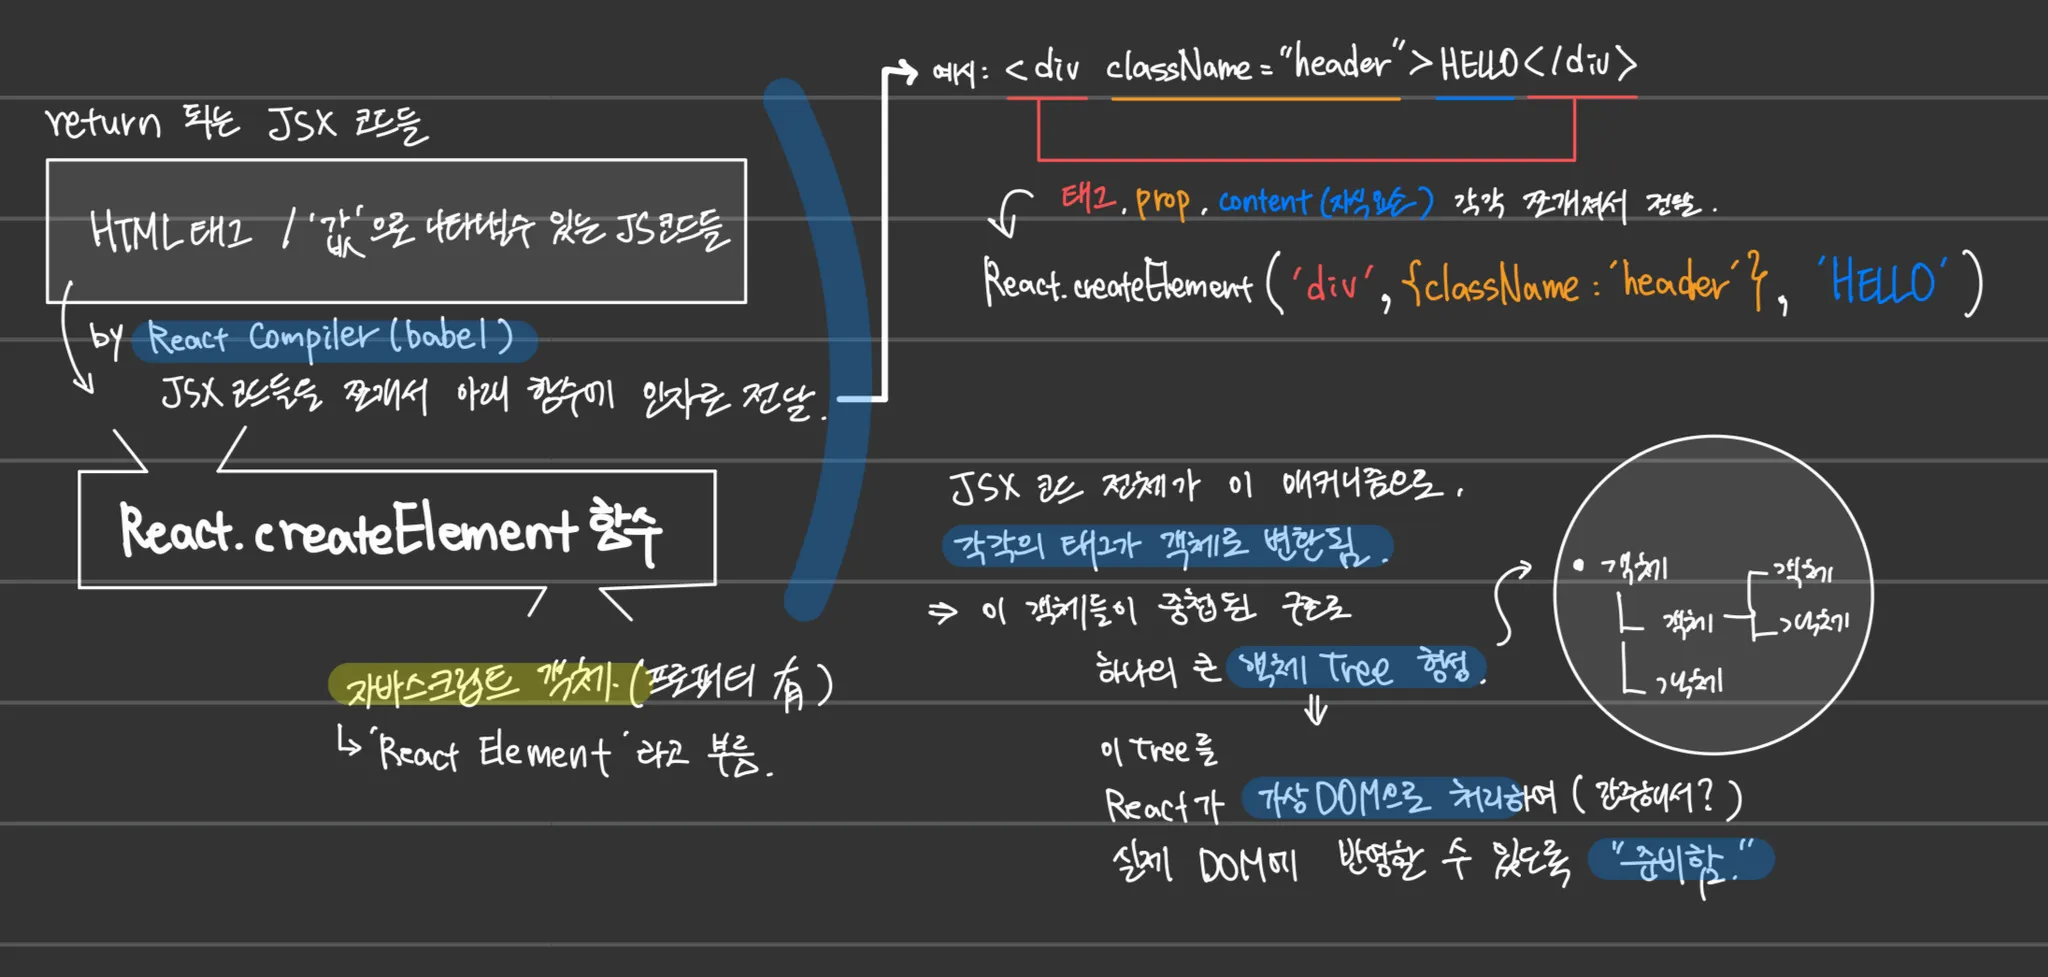 return 되는 JSX 코드들
HTML 태그 / '값'으로 나타낼수 있는 JS코드들
by React Compiler (babel)
JSX 코드들을 쪼개서 아래 함수에 인자로 전달.
React.createElement 함수
자바스크립트 객체. (프로퍼티 有)
↳ 'React Element' 라고 부름.
예시: <div className="header">HELLO</div>
태그, prop, content (자식요소) 각각 쪼개져서 전달.
React.createElement ('div', {className: 'header'}, 'HELLO')
JSX 코드 전체가 이 매커니즘으로,
각각의 태그가 객체로 변환됨.
⇒ 이 객체들이 중첩된 구조로
하나의 큰 객체 Tree 형성.
⇓
이 Tree를
React가 가상DOM으로 처리하여 (간주해서?)
실제 DOM에 반영할 수 있도록 "준비함."
• 객체
객체
객체
객체
객체